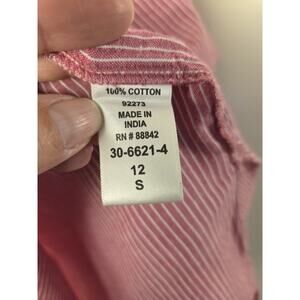 100% COTTON
92273
MADE IN
INDIA
RN # 88842
30-6621-4
12
S